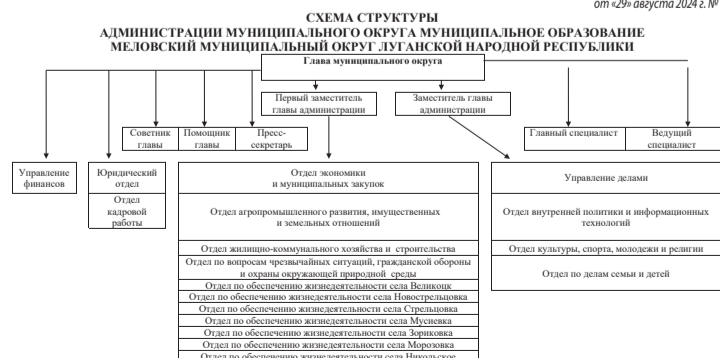 от «29» августа 2024 г. №
СХЕМА СТРУКТУРЫ
АДМИНИСТРАЦИИ МУНИЦИПАЛЬНОГО ОКРУГА МУНИЦИПАЛЬНОЕ ОБРАЗОВАНИЕ
МЕЛОВСКИЙ МУНИЦИПАЛЬНЫЙ ОКРУГ ЛУГАНСКОЙ НАРОДНОЙ РЕСПУБЛИКИ
Глава муниципального округа
Первый заместитель
главы администрации
Заместитель главы
администрации
Советник
главы
Помощник
главы
Пресс-
секретарь
Главный специалист
Ведущий
специалист
Управление
финансов
Юридический
отдел
Отдел
кадровой
работы
Отдел экономики
и муниципальных закупок
Отдел агропромышленного развития, имущественных
и земельных отношений
Отдел жилищно-коммунального хозяйства и строительства
Отдел по вопросам чрезвычайных ситуаций, гражданской обороны
и охраны окружающей природной среды
Отдел по обеспечению жизнедеятельности села Великоцк
Отдел по обеспечению жизнедеятельности села Новострельцовка
Отдел по обеспечению жизнедеятельности села Стрельцовка
Отдел по обеспечению жизнедеятельности села Мусиевка
Отдел по обеспечению жизнедеятельности села Зориковка
Отдел по обеспечению жизнедеятельности села Морозовка
Отдел по обеспечению жизнедеятельности села Никольское
Управление делами
Отдел внутренней политики и информационных
технологий
Отдел культуры, спорта, молодежи и религии
Отдел по делам семьи и детей